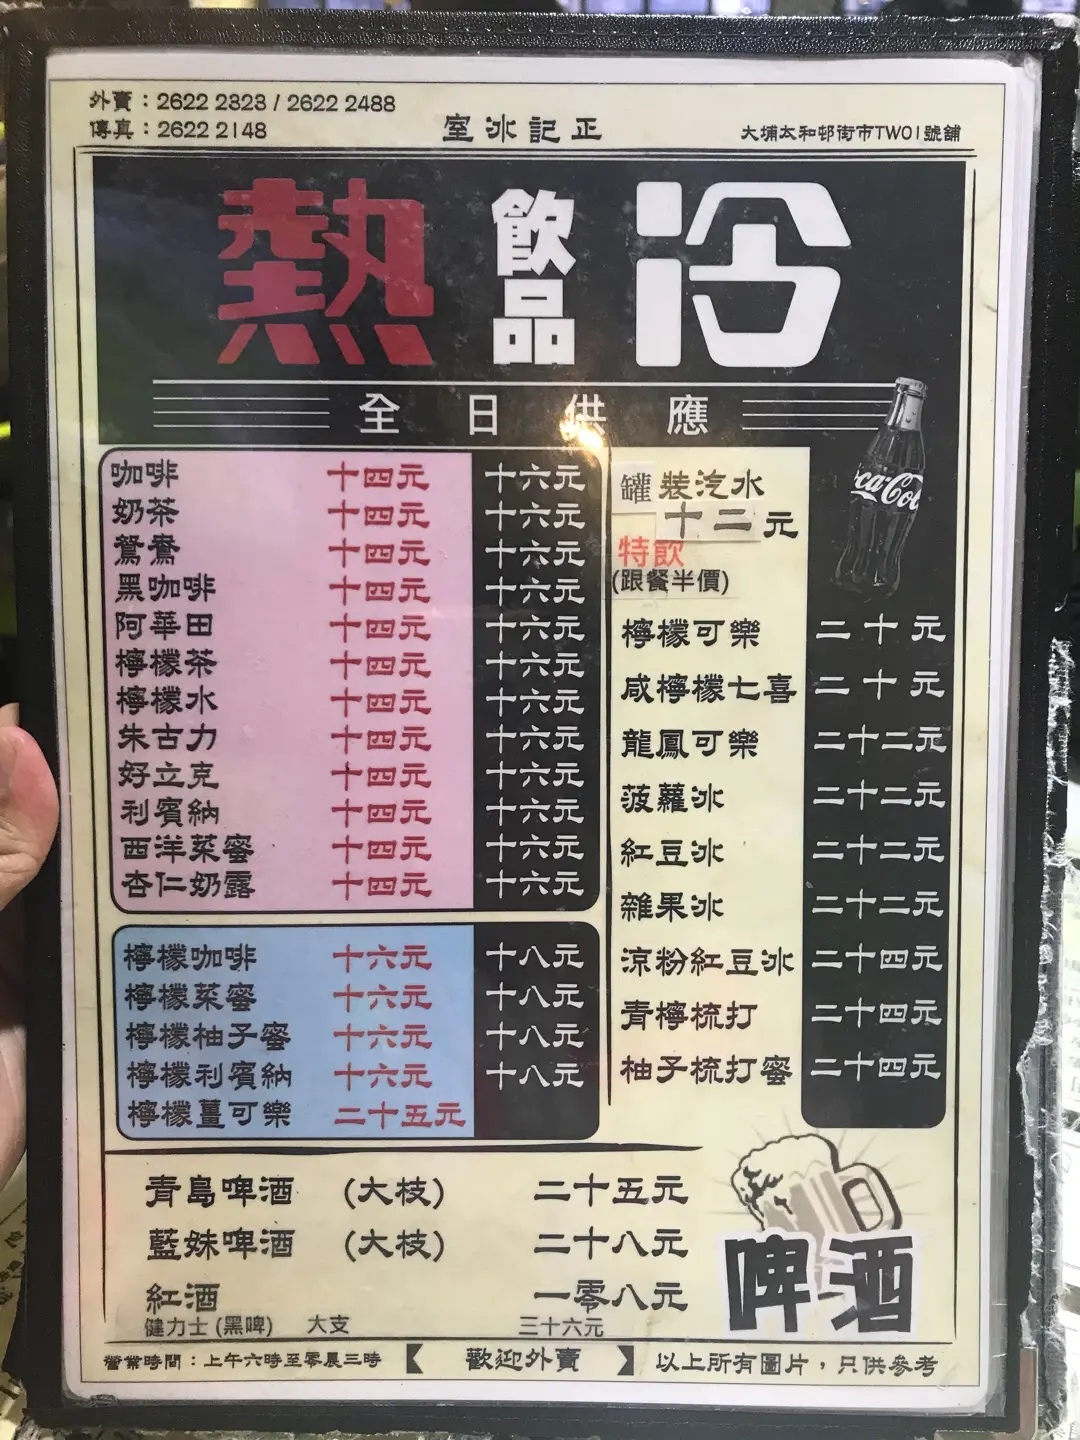 外賣：2622 2323 / 2622 2488
傳真：2622 2148
室冰記正
大埔太和邨街市TW01號舖
熱 飲品 冷
全日供應
咖啡 十四元 十六元
奶茶 十四元 十六元
鴛鴦 十四元 十六元
黑咖啡 十四元 十六元
阿華田 十四元 十六元
檸檬茶 十四元 十六元
檸檬水 十四元 十六元
朱古力 十四元 十六元
好立克 十四元 十六元
利賓納 十四元 十六元
西洋菜蜜 十四元 十六元
杏仁奶露 十四元 十六元
檸檬咖啡 十六元 十八元
檸檬菜蜜 十六元 十八元
檸檬柚子蜜 十六元 十八元
檸檬利賓納 十六元 十八元
檸檬薑可樂 二十五元
罐裝汽水
十二元
特飲
(跟餐半價)
檸檬可樂 二十元
咸檸檬七喜 二十元
龍鳳可樂 二十二元
菠蘿冰 二十二元
紅豆冰 二十二元
雜果冰 二十二元
涼粉紅豆冰 二十四元
青檸梳打 二十四元
柚子梳打蜜 二十四元
ca-Col
青島啤酒 (大枝) 二十五元
藍妹啤酒 (大枝) 二十八元
紅酒 一零八元
健力士 (黑啤) 大支 三十六元
啤酒
營業時間：上午六時至零晨三時 【 歡迎外賣 】 以上所有圖片，只供參考